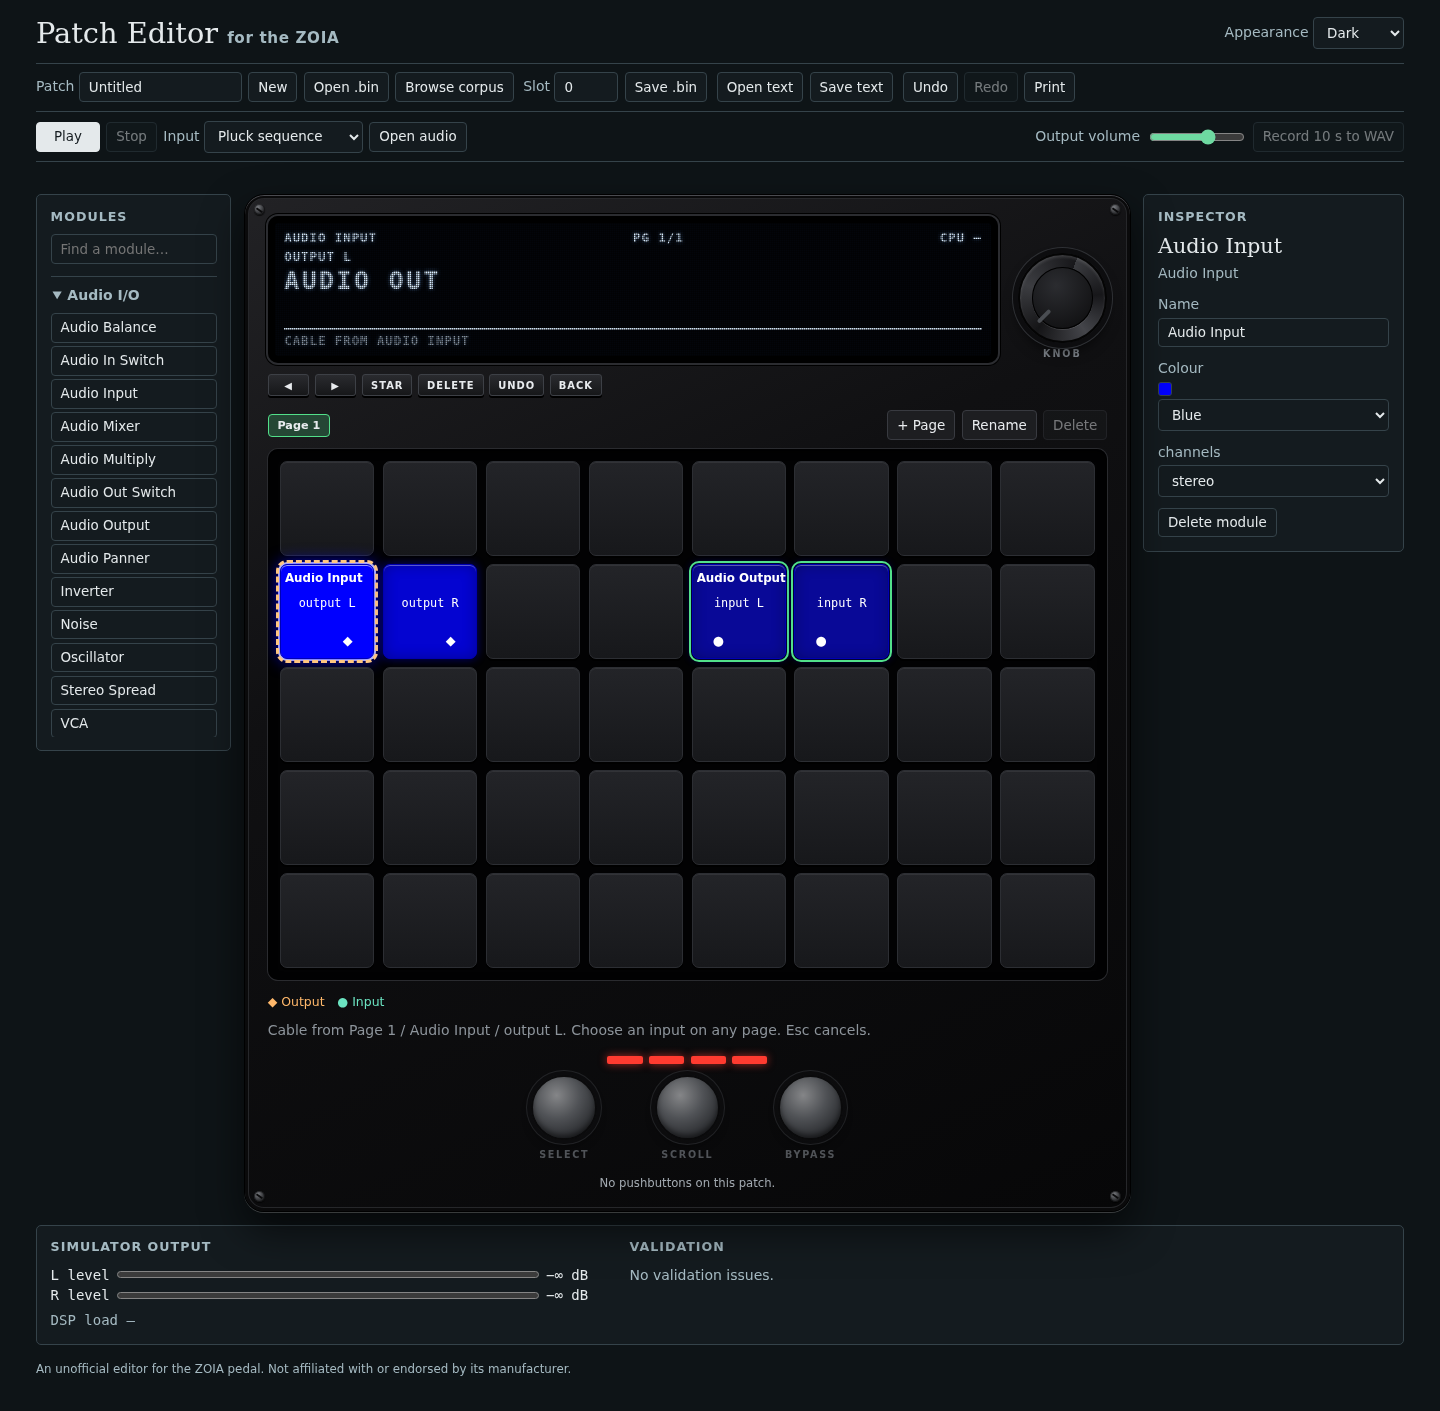 Patch Editor for the ZOIA
Appearance Dark
Patch Untitled New Open .bin Browse corpus Slot 0 Save .bin Open text Save text Undo Redo Print
Play Stop Input Pluck sequence Open audio Output volume Record 10 s to WAV
MODULES
Find a module...
▼ Audio I/O
Audio Balance
Audio In Switch
Audio Input
Audio Mixer
Audio Multiply
Audio Out Switch
Audio Output
Audio Panner
Inverter
Noise
Oscillator
Stereo Spread
VCA
AUDIO INPUT PG 1/1 CPU —
OUTPUT L
AUDIO OUT
CABLE FROM AUDIO INPUT
KNOB
◀ ▶ STAR DELETE UNDO BACK
Page 1 + Page Rename Delete
Audio Input Audio Output
output L output R input L input R
◆ Output ● Input
Cable from Page 1 / Audio Input / output L. Choose an input on any page. Esc cancels.
SELECT SCROLL BYPASS
No pushbuttons on this patch.
INSPECTOR
Audio Input
Audio Input
Name
Audio Input
Colour
Blue
channels
stereo
Delete module
SIMULATOR OUTPUT
L level −∞ dB
R level −∞ dB
DSP load —
VALIDATION
No validation issues.
An unofficial editor for the ZOIA pedal. Not affiliated with or endorsed by its manufacturer.